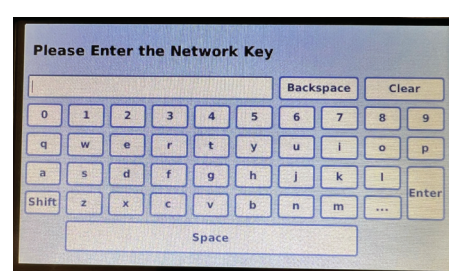 Please Enter the Network Key
Backspace Clear
0 1 2 3 4 5 6 7 8 9
q w e r t y u i o p
a s d f g h j k l Enter
Shift z x c v b n m ...
Space